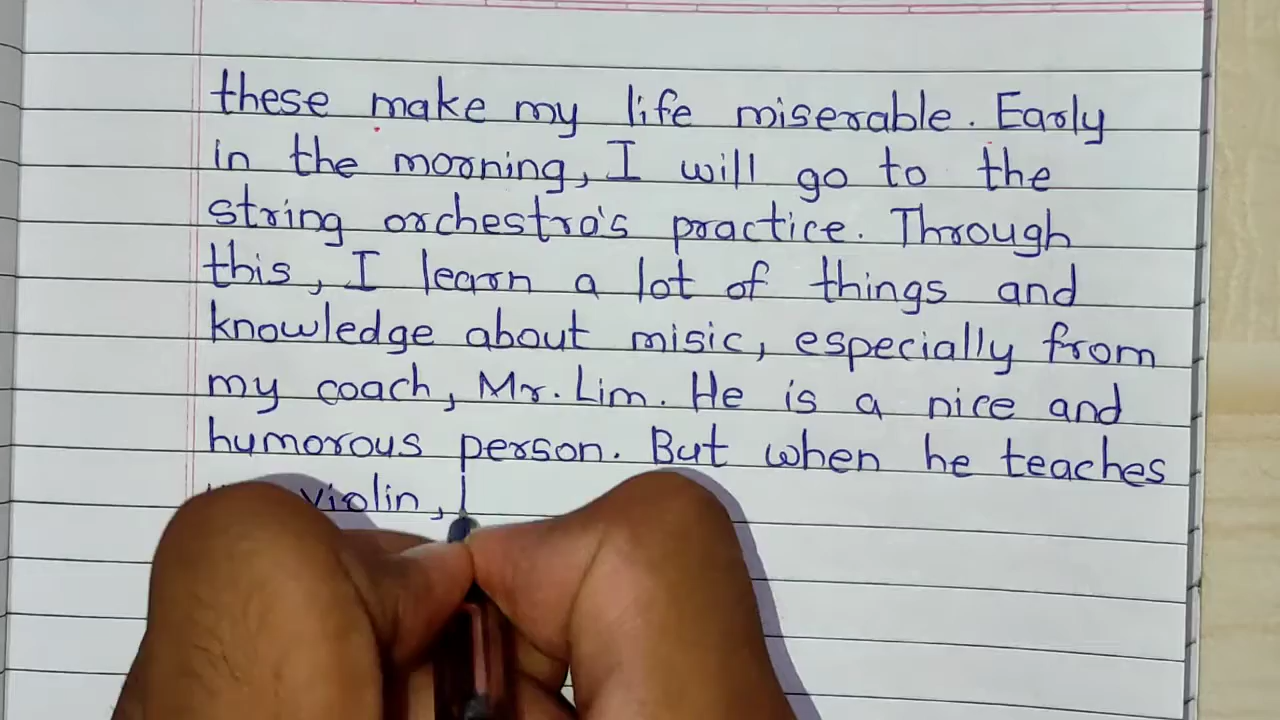 these make my life miserable. Early
in the morning, I will go to the
string orchestra's practice. Through
this, I learn a lot of things and
knowledge about misic, especially from
my coach, Mr. Lim. He is a nice and
humorous person. But when he teaches
violin,